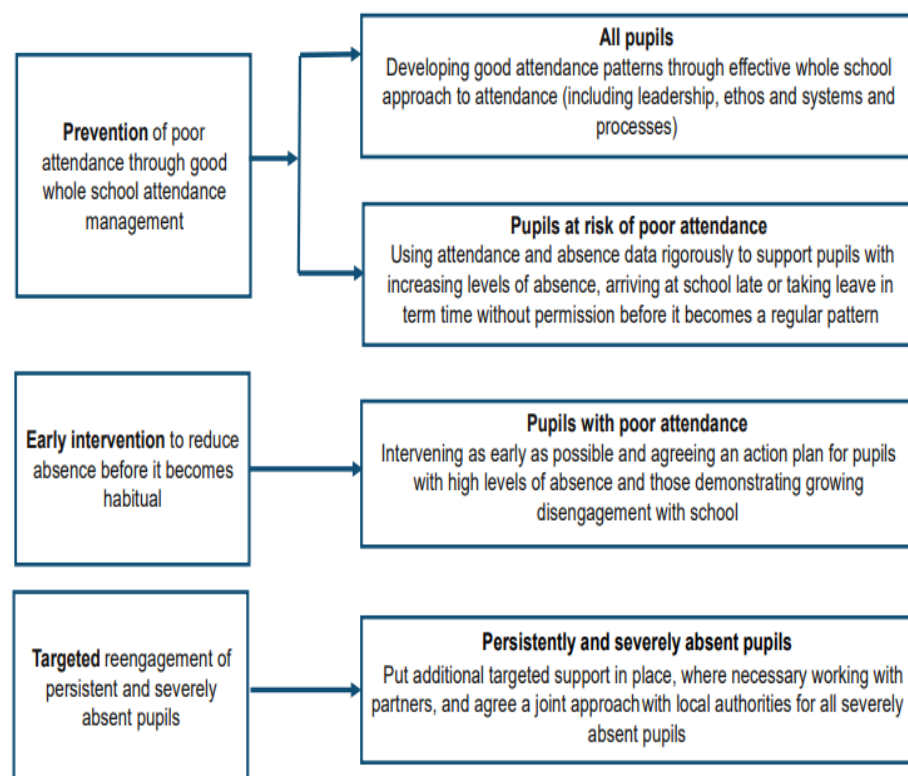 Prevention of poor
attendance through good
whole school attendance
management
All pupils
Developing good attendance patterns through effective whole school
approach to attendance (including leadership, ethos and systems and
processes)
Pupils at risk of poor attendance
Using attendance and absence data rigorously to support pupils with
increasing levels of absence, arriving at school late or taking leave in
term time without permission before it becomes a regular pattern
Early intervention to reduce
absence before it becomes
habitual
Pupils with poor attendance
Intervening as early as possible and agreeing an action plan for pupils
with high levels of absence and those demonstrating growing
disengagement with school
Targeted reengagement of
persistent and severely
absent pupils
Persistently and severely absent pupils
Put additional targeted support in place, where necessary working with
partners, and agree a joint approach with local authorities for all severely
absent pupils